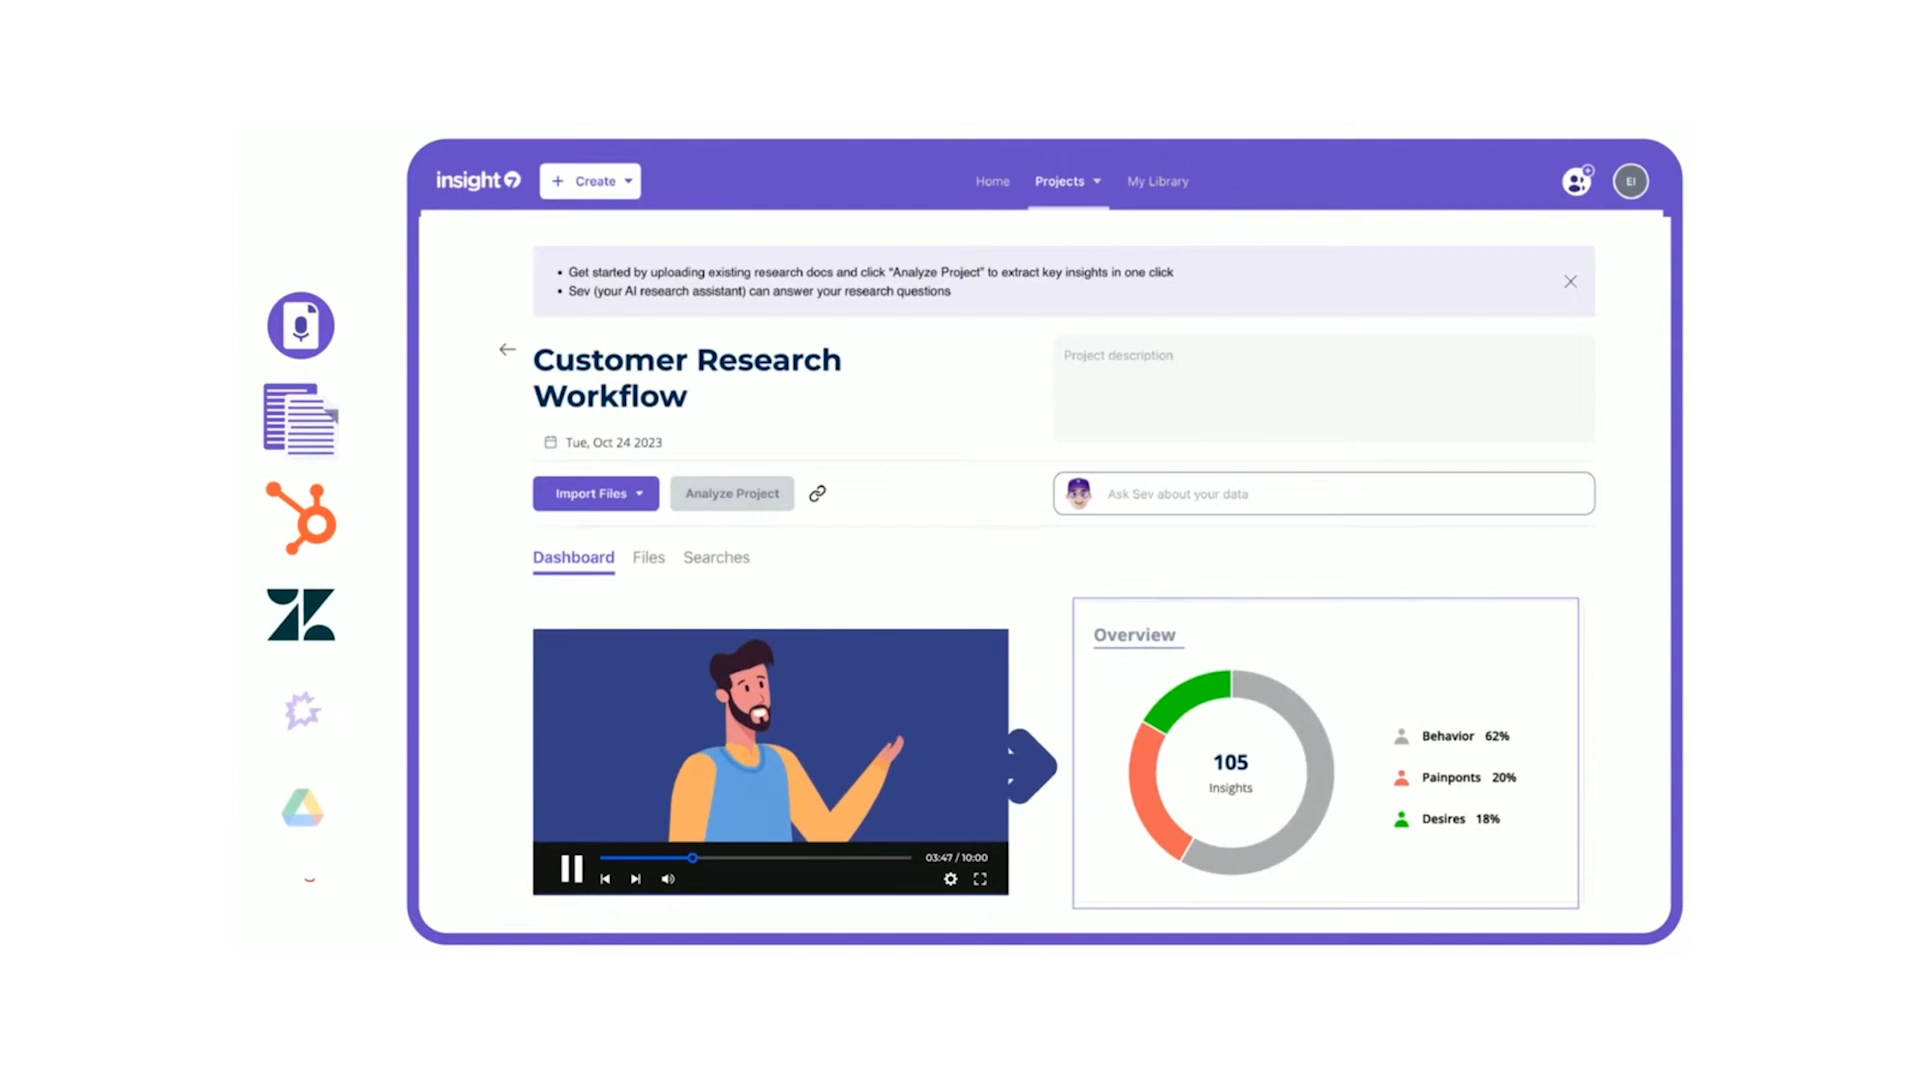 insight7
+ Create
Home
Projects
My Library
EI
• Get started by uploading existing research docs and click “Analyze Project” to extract key insights in one click
• Sev (your AI research assistant) can answer your research questions
Customer Research
Workflow
Project description
Tue, Oct 24 2023
Import Files
Analyze Project
Ask Sev about your data
Dashboard
Files
Searches
Overview
105
Insights
Behavior 62%
Painponts 20%
Desires 18%
03:47 / 10:00